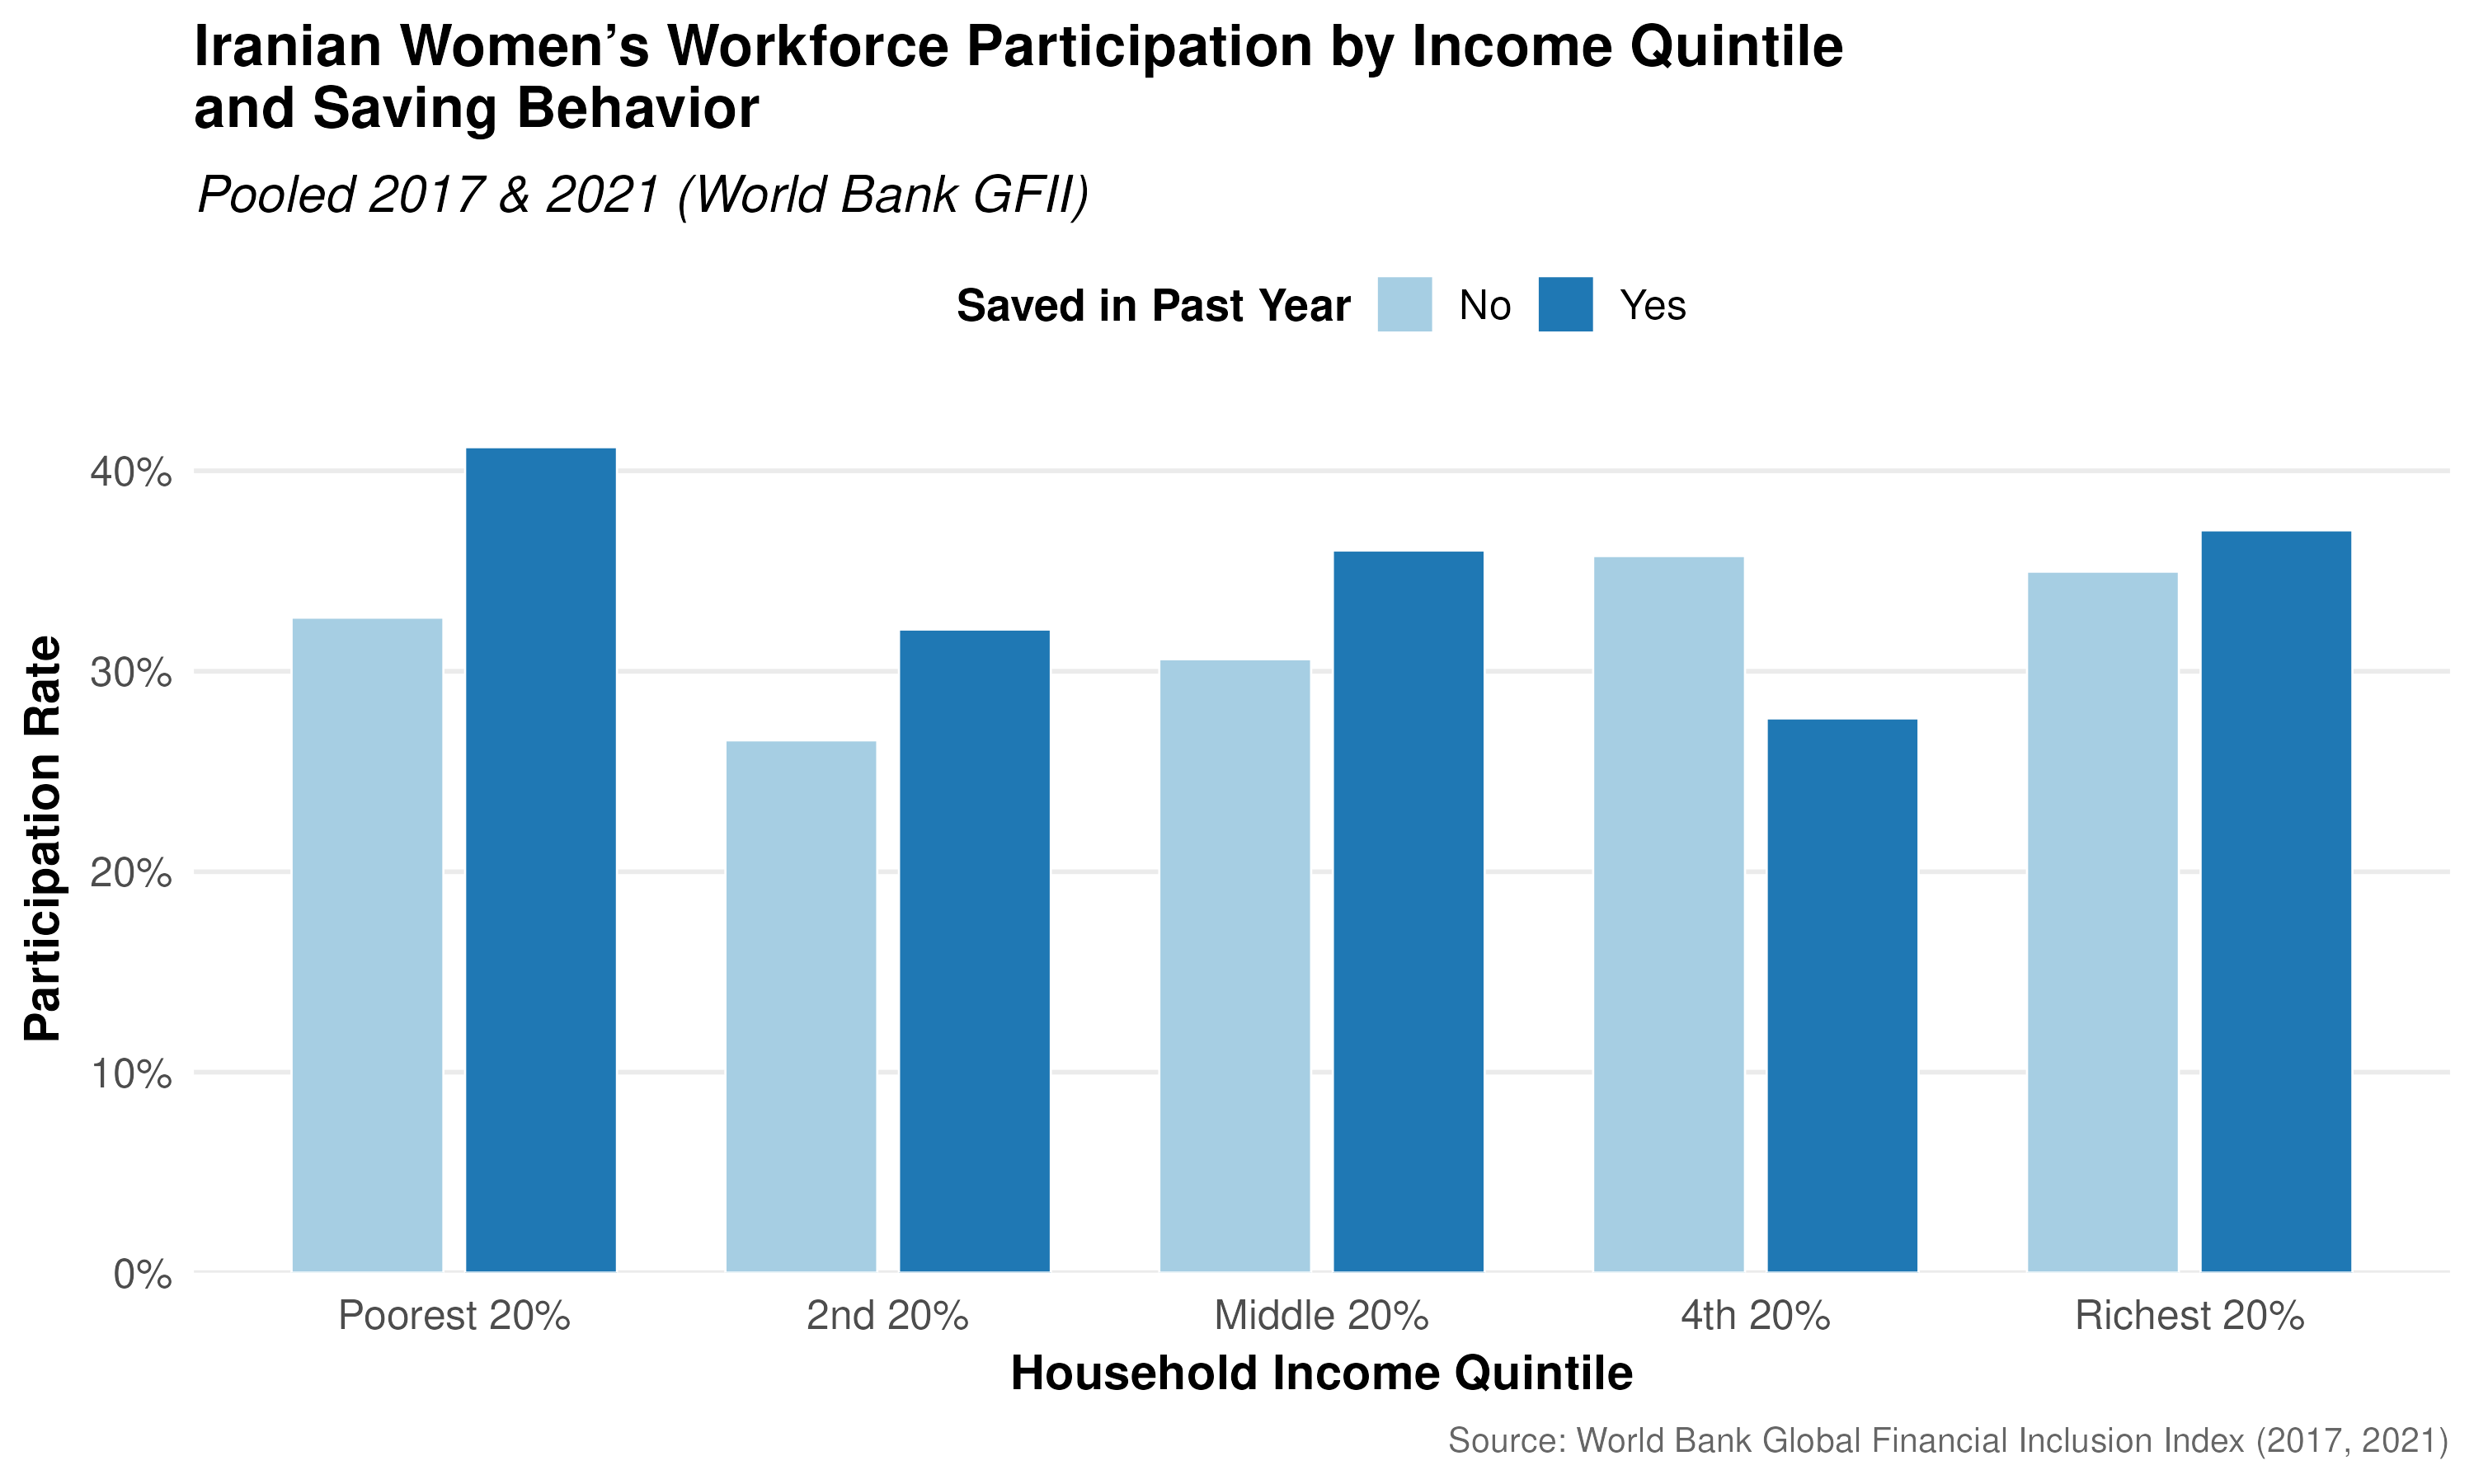 Iranian Women’s Workforce Participation by Income Quintile
and Saving Behavior
Pooled 2017 & 2021 (World Bank GFII)
Saved in Past Year No Yes
Participation Rate
40%
30%
20%
10%
0%
Poorest 20% 2nd 20% Middle 20% 4th 20% Richest 20%
Household Income Quintile
Source: World Bank Global Financial Inclusion Index (2017, 2021)